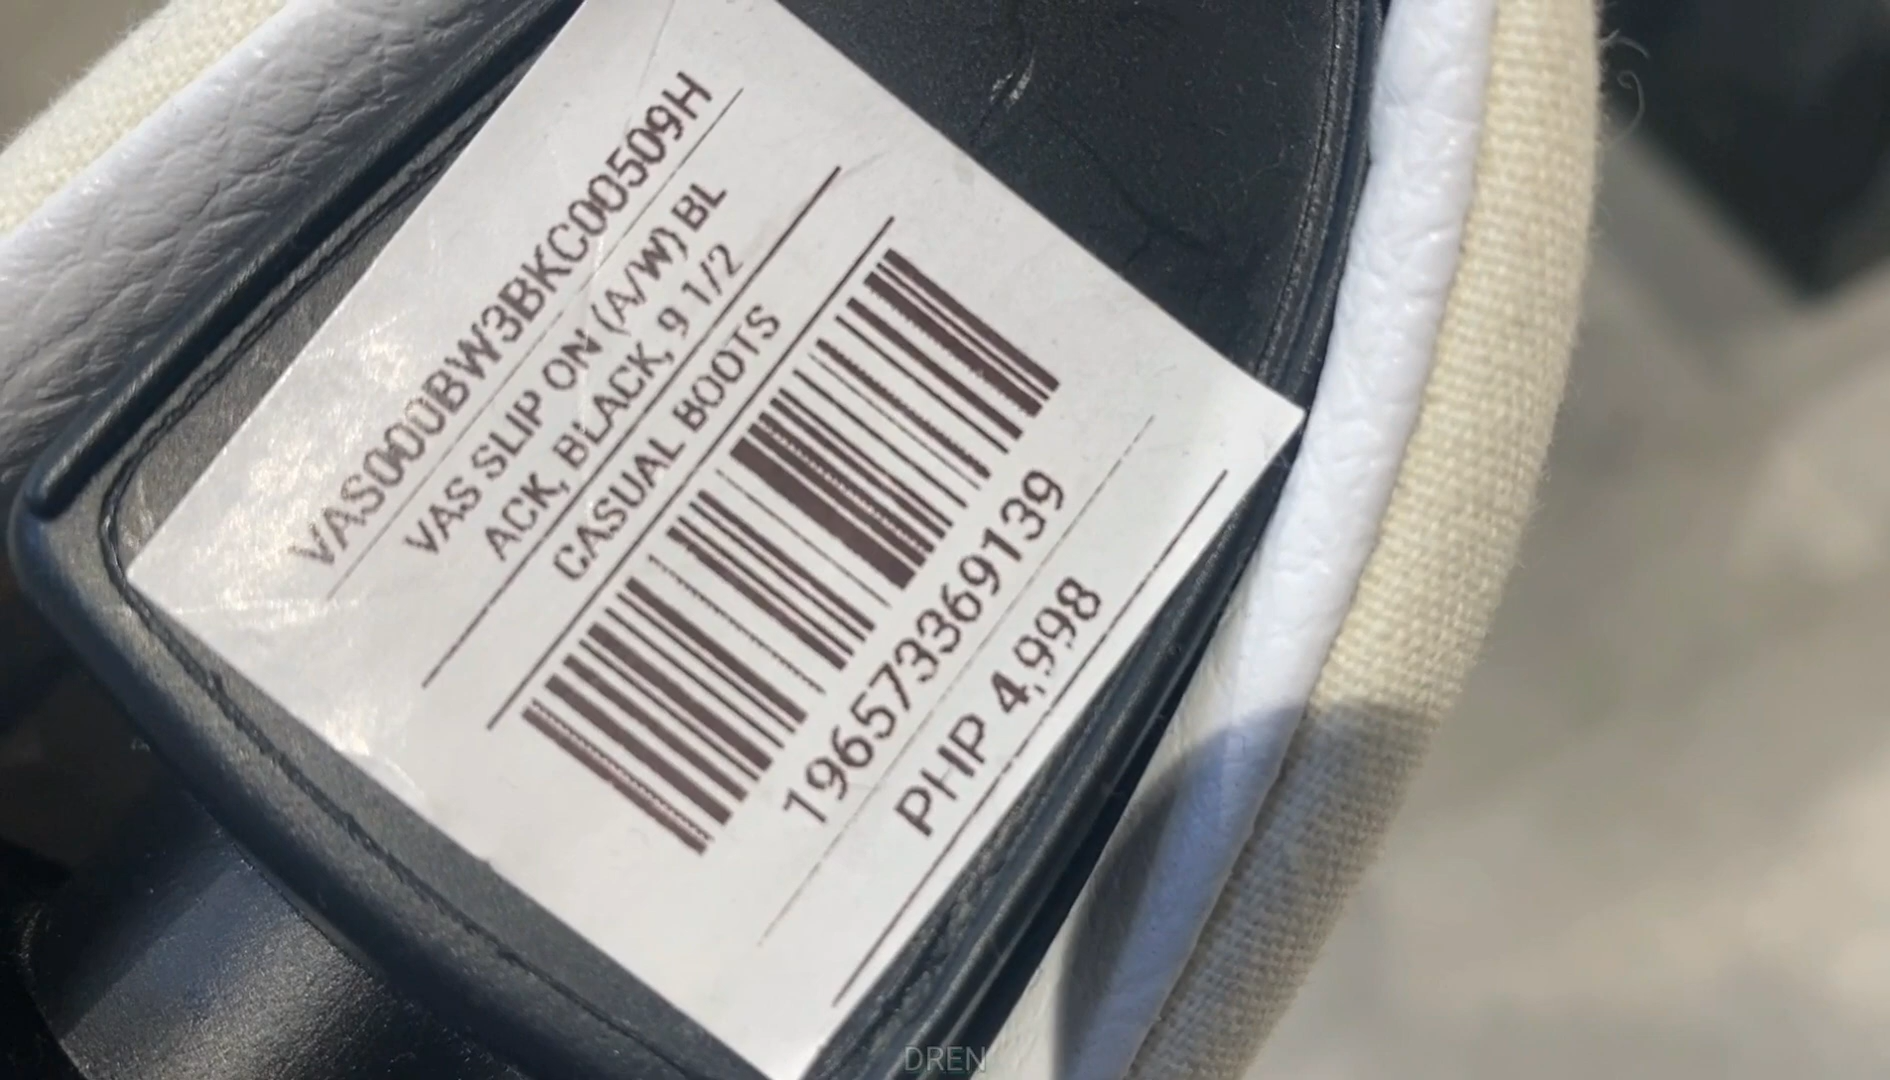 VAS000BW3BKC00509H
VAS SLIP ON (A/W) BL
ACK, BLACK, 9 1/2
CASUAL BOOTS
196573369139
PHP 4,998
DREN